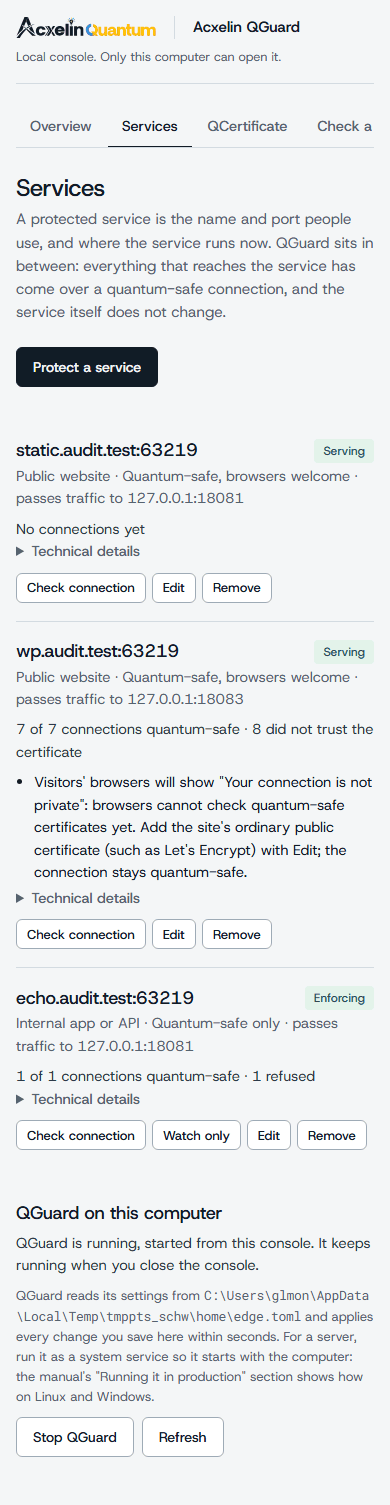 Acxelin Quantum
Acxelin QGuard
Local console. Only this computer can open it.
Overview
Services
QCertificate
Check a
Services
A protected service is the name and port people
use, and where the service runs now. QGuard sits in
between: everything that reaches the service has
come over a quantum-safe connection, and the
service itself does not change.
Protect a service
static.audit.test:63219
Serving
Public website · Quantum-safe, browsers welcome ·
passes traffic to 127.0.0.1:18081
No connections yet
▶ Technical details
Check connection
Edit
Remove
wp.audit.test:63219
Serving
Public website · Quantum-safe, browsers welcome ·
passes traffic to 127.0.0.1:18083
7 of 7 connections quantum-safe · 8 did not trust the
certificate
• Visitors' browsers will show "Your connection is not
private": browsers cannot check quantum-safe
certificates yet. Add the site's ordinary public
certificate (such as Let's Encrypt) with Edit; the
connection stays quantum-safe.
▶ Technical details
Check connection
Edit
Remove
echo.audit.test:63219
Enforcing
Internal app or API · Quantum-safe only · passes
traffic to 127.0.0.1:18081
1 of 1 connections quantum-safe · 1 refused
▶ Technical details
Check connection
Watch only
Edit
Remove
QGuard on this computer
QGuard is running, started from this console. It keeps
running when you close the console.
QGuard reads its settings from C:\Users\glmon\AppData
\Local\Temp\tmppts_schw\home\edge.toml and applies
every change you save here within seconds. For a server,
run it as a system service so it starts with the computer:
the manual's "Running it in production" section shows how
on Linux and Windows.
Stop QGuard
Refresh